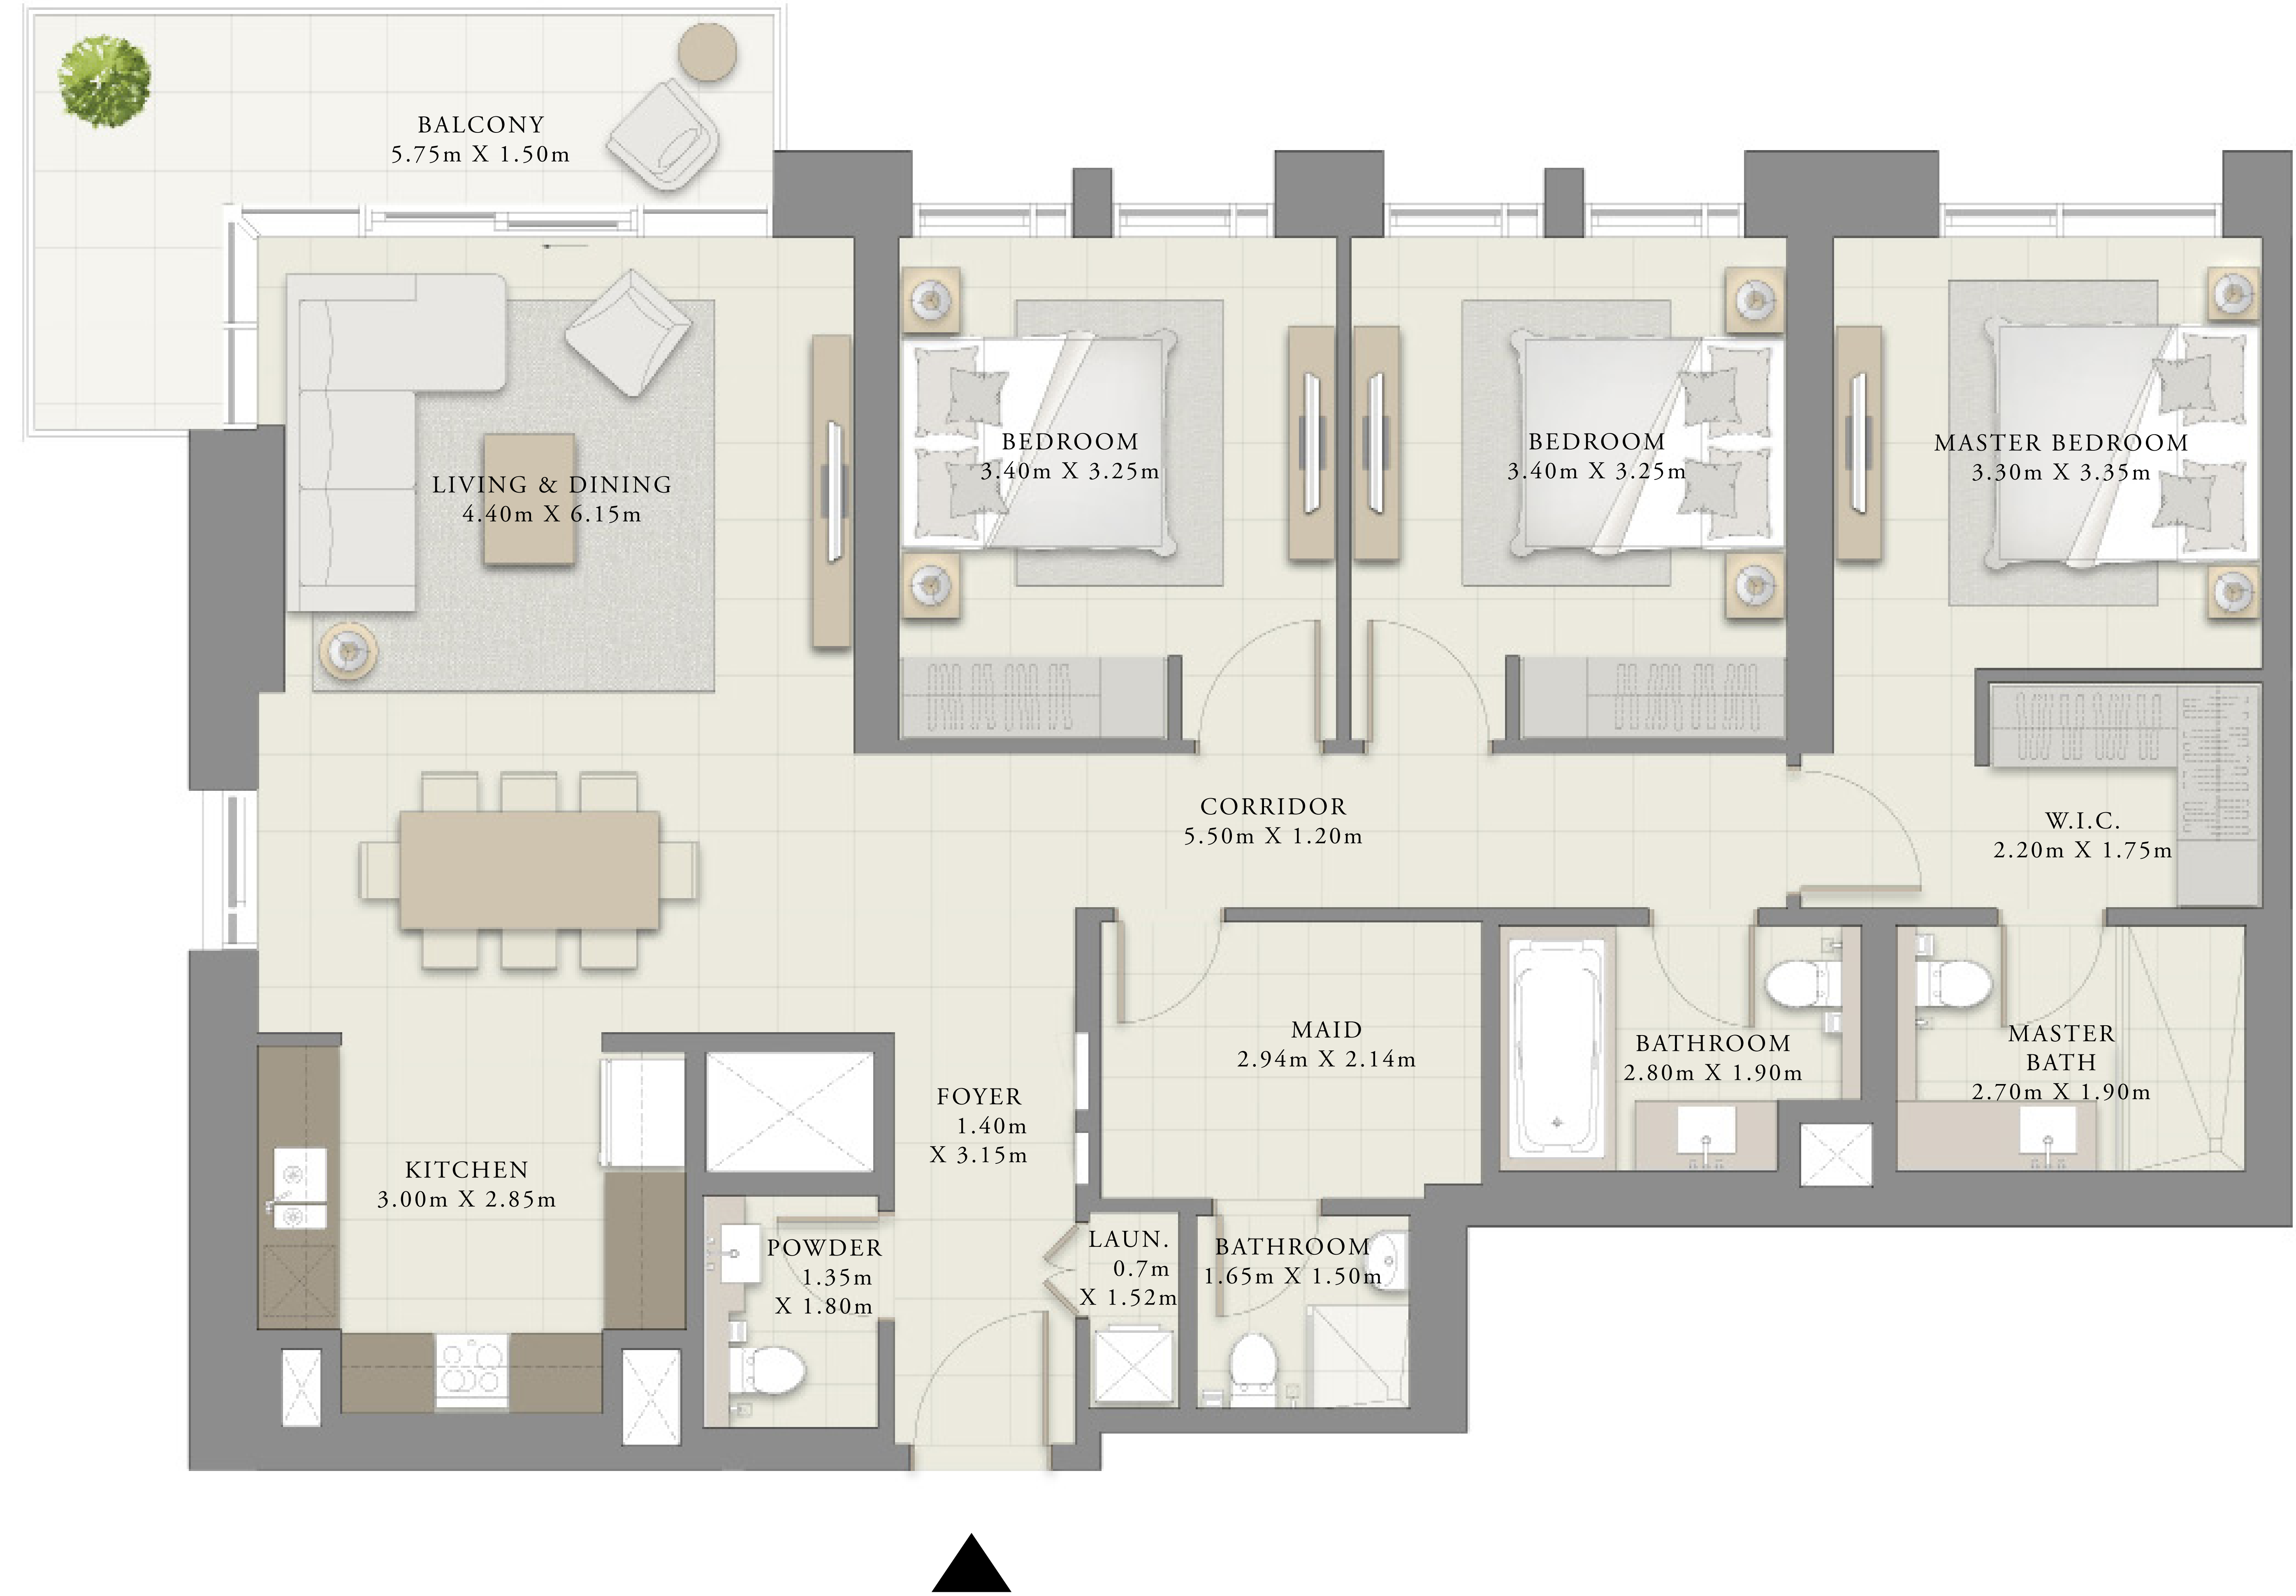 BALCONY
5.75m X 1.50m
LIVING & DINING
4.40m X 6.15m
BEDROOM
3.40m X 3.25m
BEDROOM
3.40m X 3.25m
MASTER BEDROOM
3.30m X 3.35m
CORRIDOR
5.50m X 1.20m
W.I.C.
2.20m X 1.75m
MAID
2.94m X 2.14m
BATHROOM
2.80m X 1.90m
MASTER
BATH
2.70m X 1.90m
FOYER
1.40m
X 3.15m
KITCHEN
3.00m X 2.85m
POWDER
1.35m
X 1.80m
LAUN.
0.7m
X 1.52m
BATHROOM
1.65m X 1.50m